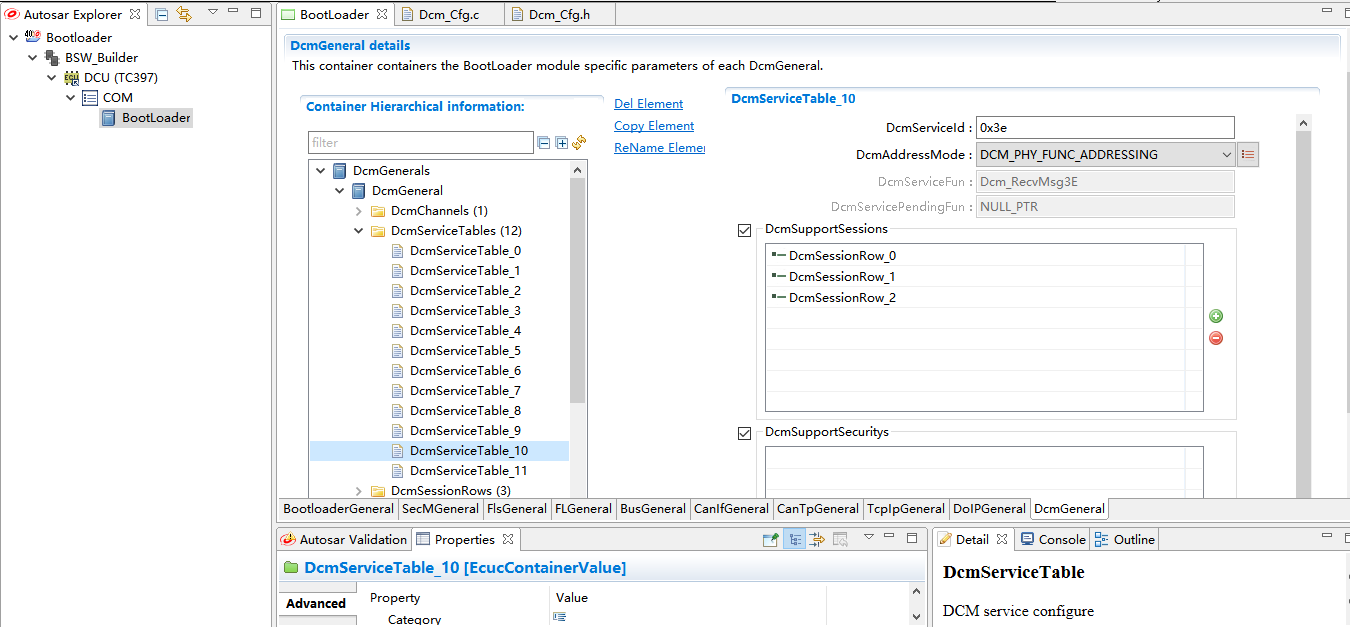 Autosar Explorer
Bootloader
BSW_Builder
DCU (TC397)
COM
BootLoader
BootLoader
Dcm_Cfg.c
Dcm_Cfg.h
DcmGeneral details
This container containers the BootLoader module specific parameters of each DcmGeneral.
Container Hierarchical information:
filter
Del Element
Copy Element
ReName Elemen
DcmGenerals
DcmGeneral
DcmChannels (1)
DcmServiceTables (12)
DcmServiceTable_0
DcmServiceTable_1
DcmServiceTable_2
DcmServiceTable_3
DcmServiceTable_4
DcmServiceTable_5
DcmServiceTable_6
DcmServiceTable_7
DcmServiceTable_8
DcmServiceTable_9
DcmServiceTable_10
DcmServiceTable_11
DcmSessionRows (3)
DcmServiceTable_10
DcmServiceId : 0x3e
DcmAddressMode : DCM_PHY_FUNC_ADDRESSING
DcmServiceFun : Dcm_RecvMsg3E
DcmServicePendingFun : NULL_PTR
DcmSupportSessions
DcmSessionRow_0
DcmSessionRow_1
DcmSessionRow_2
DcmSupportSecuritys
BootloaderGeneral SecMGeneral FlsGeneral FLGeneral BusGeneral CanIfGeneral CanTpGeneral TcpIpGeneral DoIPGeneral DcmGeneral
Autosar Validation Properties
DcmServiceTable_10 [EcucContainerValue]
Advanced
Property Value
Category
Detail Console Outline
DcmServiceTable
DCM service configure